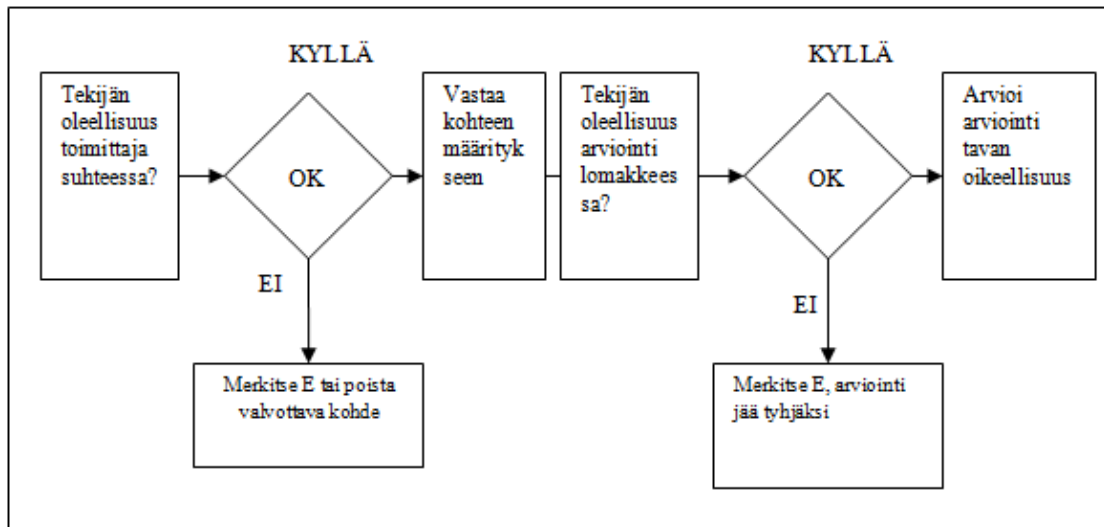 KYLLÄ
KYLLÄ
Tekijän
oleellisuus
toimittaja
suhteessa?
OK
Vastaa
kohteen
määrityk
seen
Tekijän
oleellisuus
arviointi
lomakkees
sa?
OK
Arvioi
arviointi
tavan
oikeellisuus
EI
EI
Merkitse E tai poista
valvottava kohde
Merkitse E, arviointi
jää tyhjäksi